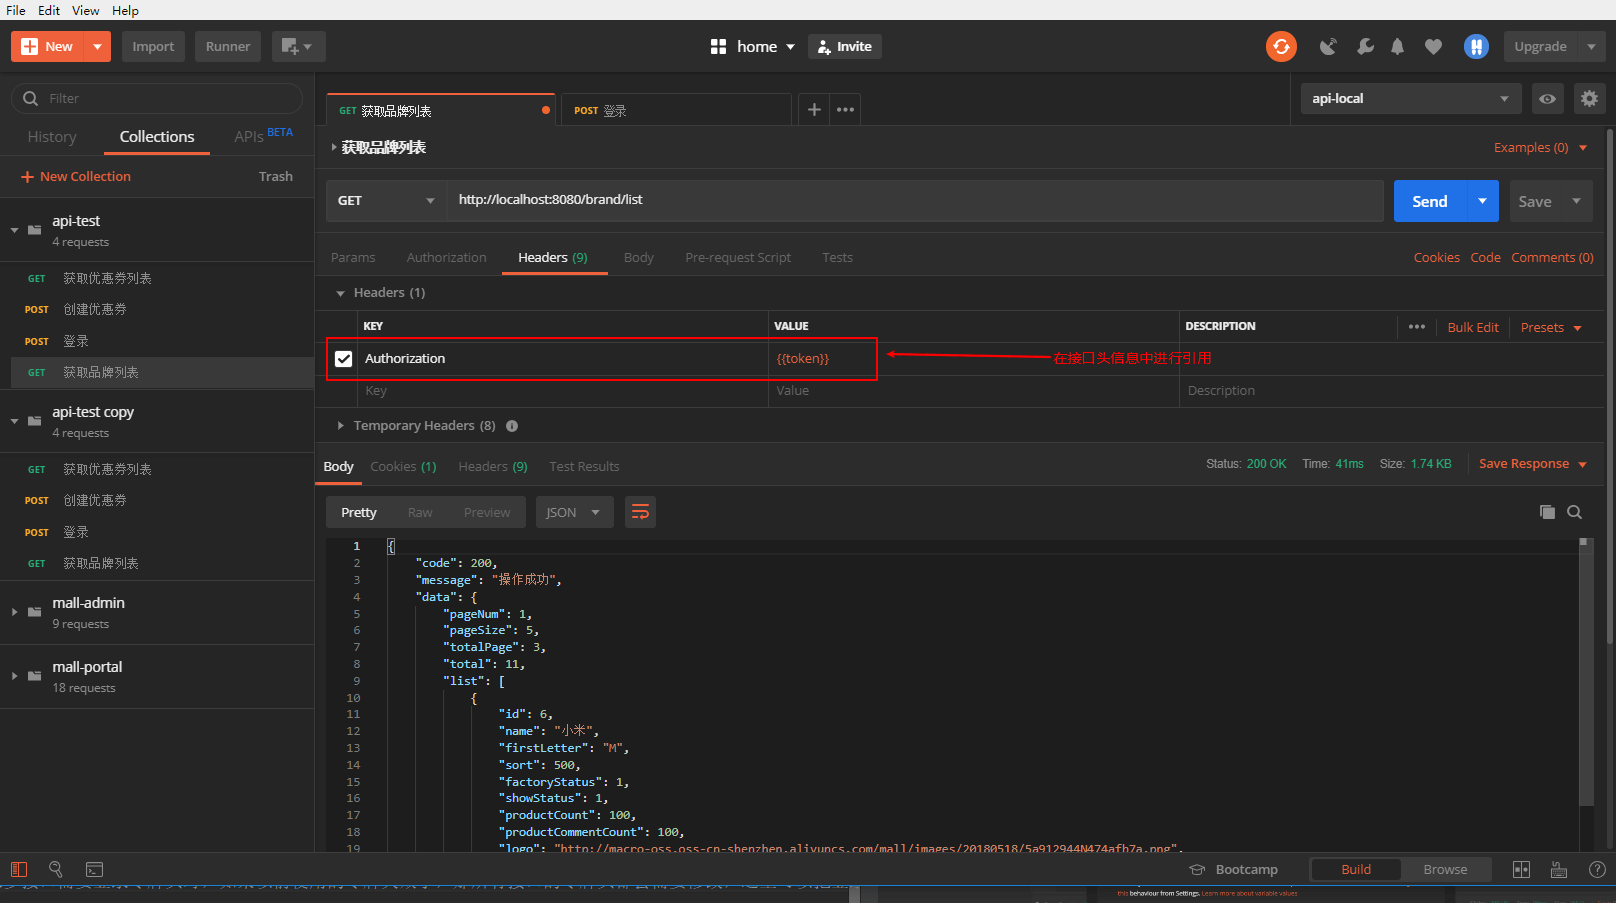 File Edit View Help
New Import Runner home Invite Upgrade
Filter
History Collections APIs BETA
New Collection Trash
api-test
4 requests
GET 获取优惠券列表
POST 创建优惠券
POST 登录
GET 获取品牌列表
api-test copy
4 requests
GET 获取优惠券列表
POST 创建优惠券
POST 登录
GET 获取品牌列表
mall-admin
9 requests
mall-portal
18 requests
GET 获取品牌列表 POST 登录 api-local
获取品牌列表 Examples (0)
GET http://localhost:8080/brand/list Send Save
Params Authorization Headers (9) Body Pre-request Script Tests Cookies Code Comments (0)
Headers (1)
KEY VALUE DESCRIPTION Bulk Edit Presets
Authorization {{token}} 在接口头信息中进行引用
Key Value Description
Temporary Headers (8)
Body Cookies (1) Headers (9) Test Results Status: 200 OK Time: 41ms Size: 1.74 KB Save Response
Pretty Raw Preview JSON
1 {
2 "code": 200,
3 "message": "操作成功",
4 "data": {
5 "pageNum": 1,
6 "pageSize": 5,
7 "totalPage": 3,
8 "total": 11,
9 "list": [
10 {
11 "id": 6,
12 "name": "小米",
13 "firstLetter": "M",
14 "sort": 500,
15 "factoryStatus": 1,
16 "showStatus": 1,
17 "productCount": 100,
18 "productCommentCount": 100,
19 "logo": "http://macro-oss.oss-cn-shenzhen.aliyuncs.com/mall/images/20180518/5a912944N474afb7a.png",
Bootcamp Build Browse
this behaviour from Settings. Learn more about variable values